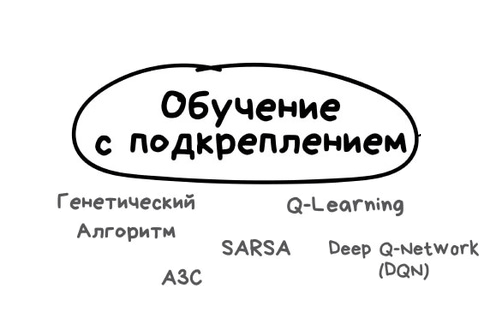 Обучение
с подкреплением
Генетический
Алгоритм
Q-Learning
SARSA
Deep Q-Network
(DQN)
A3C